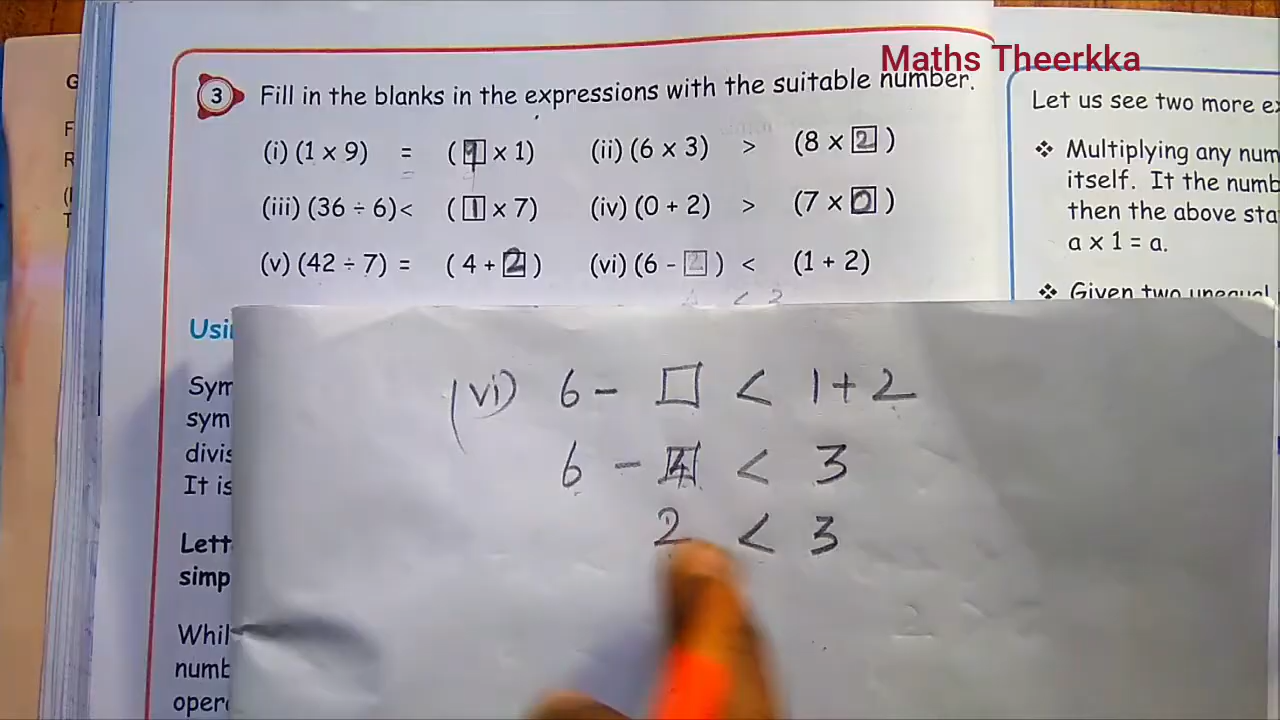 Maths Theerkka
3 Fill in the blanks in the expressions with the suitable number.
(i) (1 x 9) = ( 9 x 1) (ii) (6 x 3) > (8 x 2 )
(iii) (36 ÷ 6) < ( 1 x 7) (iv) (0 + 2) > (7 x 0 )
(v) (42 ÷ 7) = ( 4 + 2 ) (vi) (6 - 2 ) < (1 + 2)
< 3
(vi) 6 - □ < 1 + 2
6 - 4 < 3
2 < 3
Usi
Sym
sym
divis
It is
Lett
simp
Whil
numb
oper
Let us see two more ex
❖ Multiplying any num
itself. It the numb
then the above sta
a x 1 = a.
❖ Given two unequal